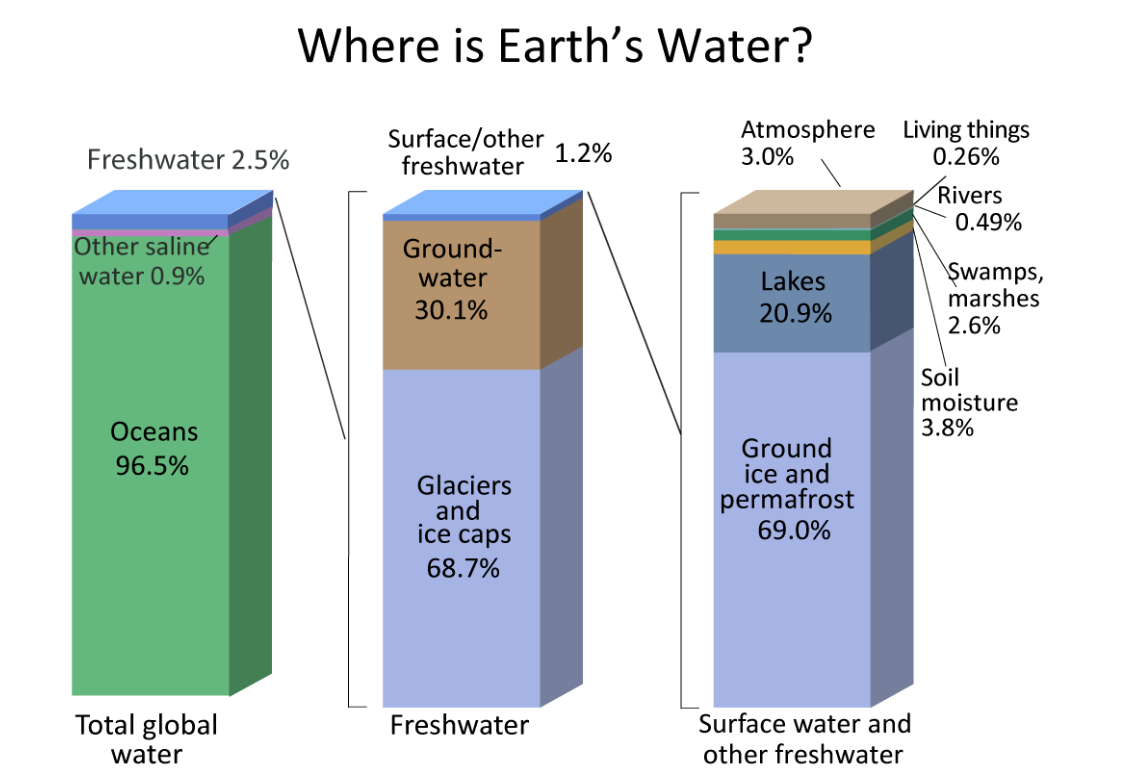 Where is Earth’s Water?
Freshwater 2.5%
Other saline
water 0.9%
Oceans
96.5%
Total global
water
Surface/other
freshwater
1.2%
Ground-
water
30.1%
Glaciers
and
ice caps
68.7%
Freshwater
Atmosphere
3.0%
Living things
0.26%
Rivers
0.49%
Swamps,
marshes
2.6%
Soil
moisture
3.8%
Lakes
20.9%
Ground
ice and
permafrost
69.0%
Surface water and
other freshwater